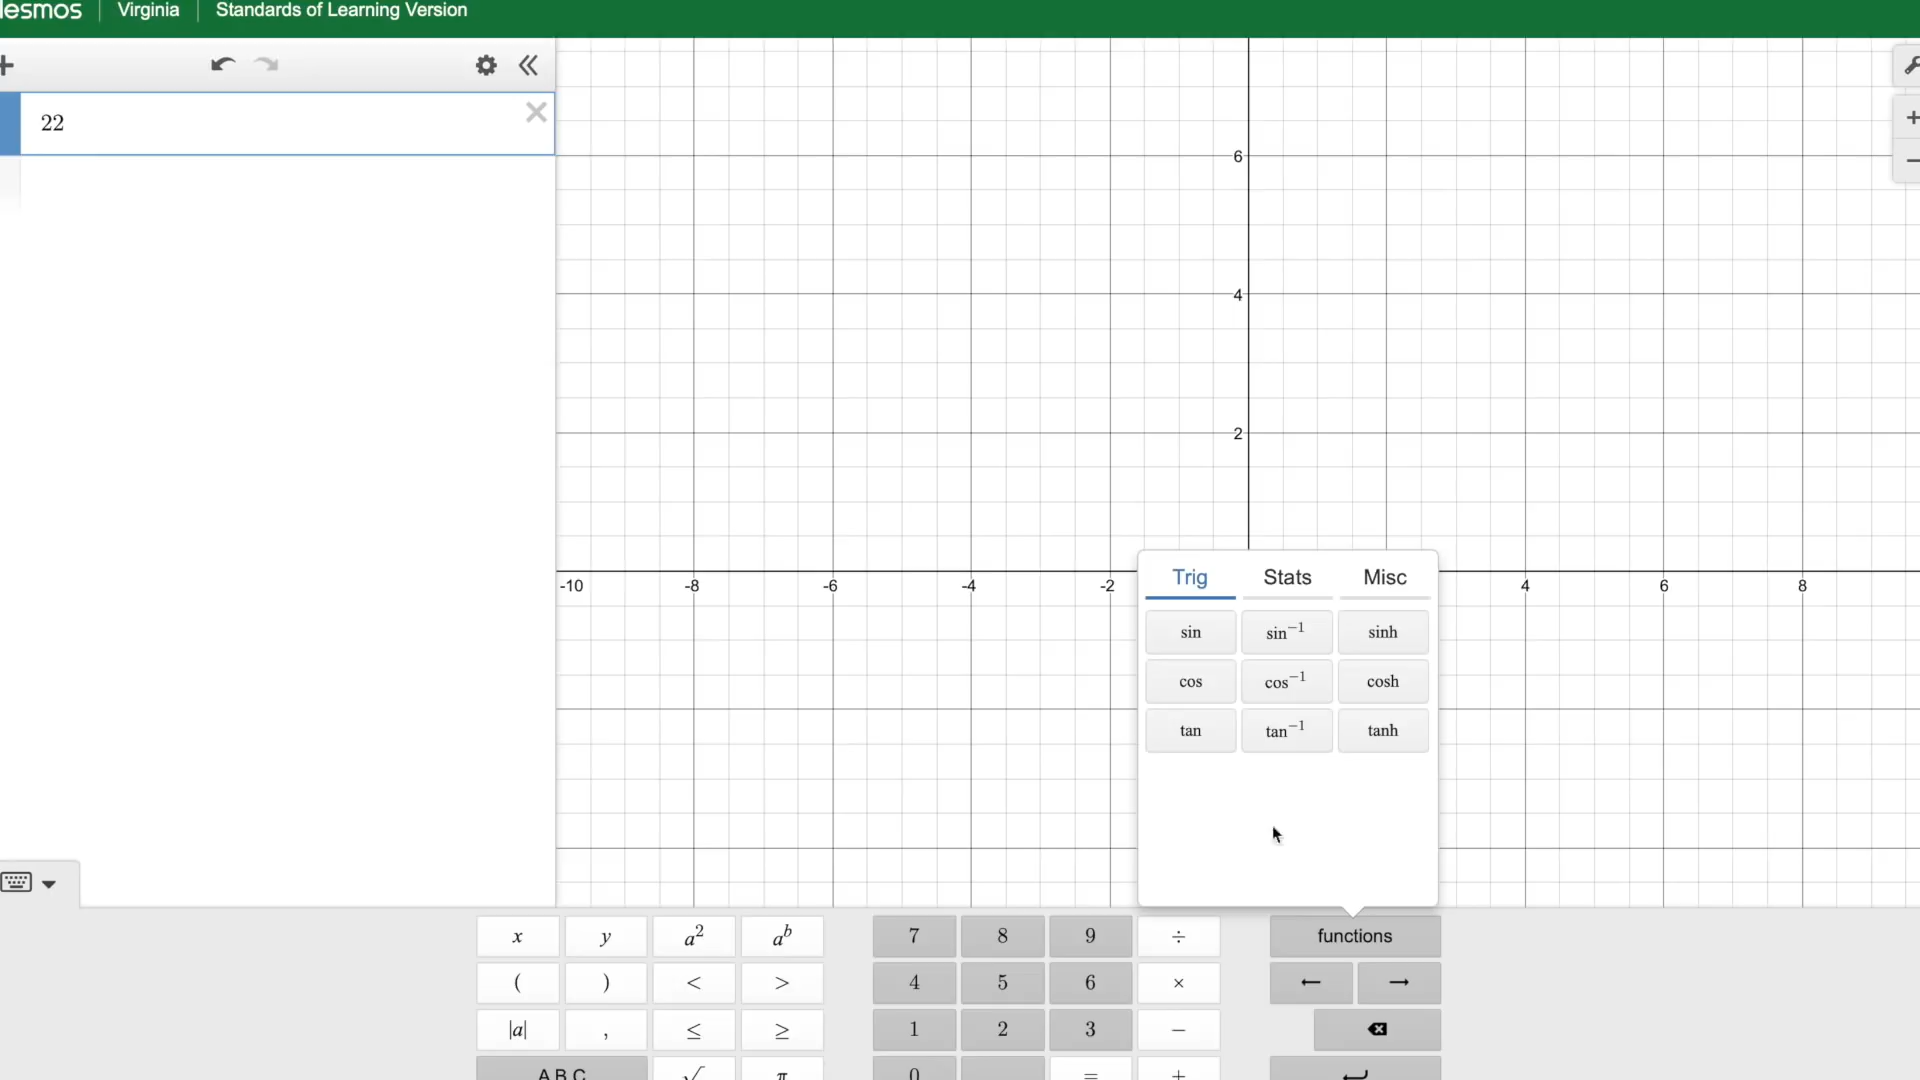 lesmos Virginia Standards of Learning Version
22
6
4
2
-10 -8 -6 -4 -2 4 6 8
Trig Stats Misc
sin sin⁻¹ sinh
cos cos⁻¹ cosh
tan tan⁻¹ tanh
x y a² aᵇ 7 8 9 ÷ functions
( ) < > 4 5 6 × ← →
|a| , ≤ ≥ 1 2 3 −
A B C √ π 0 = +